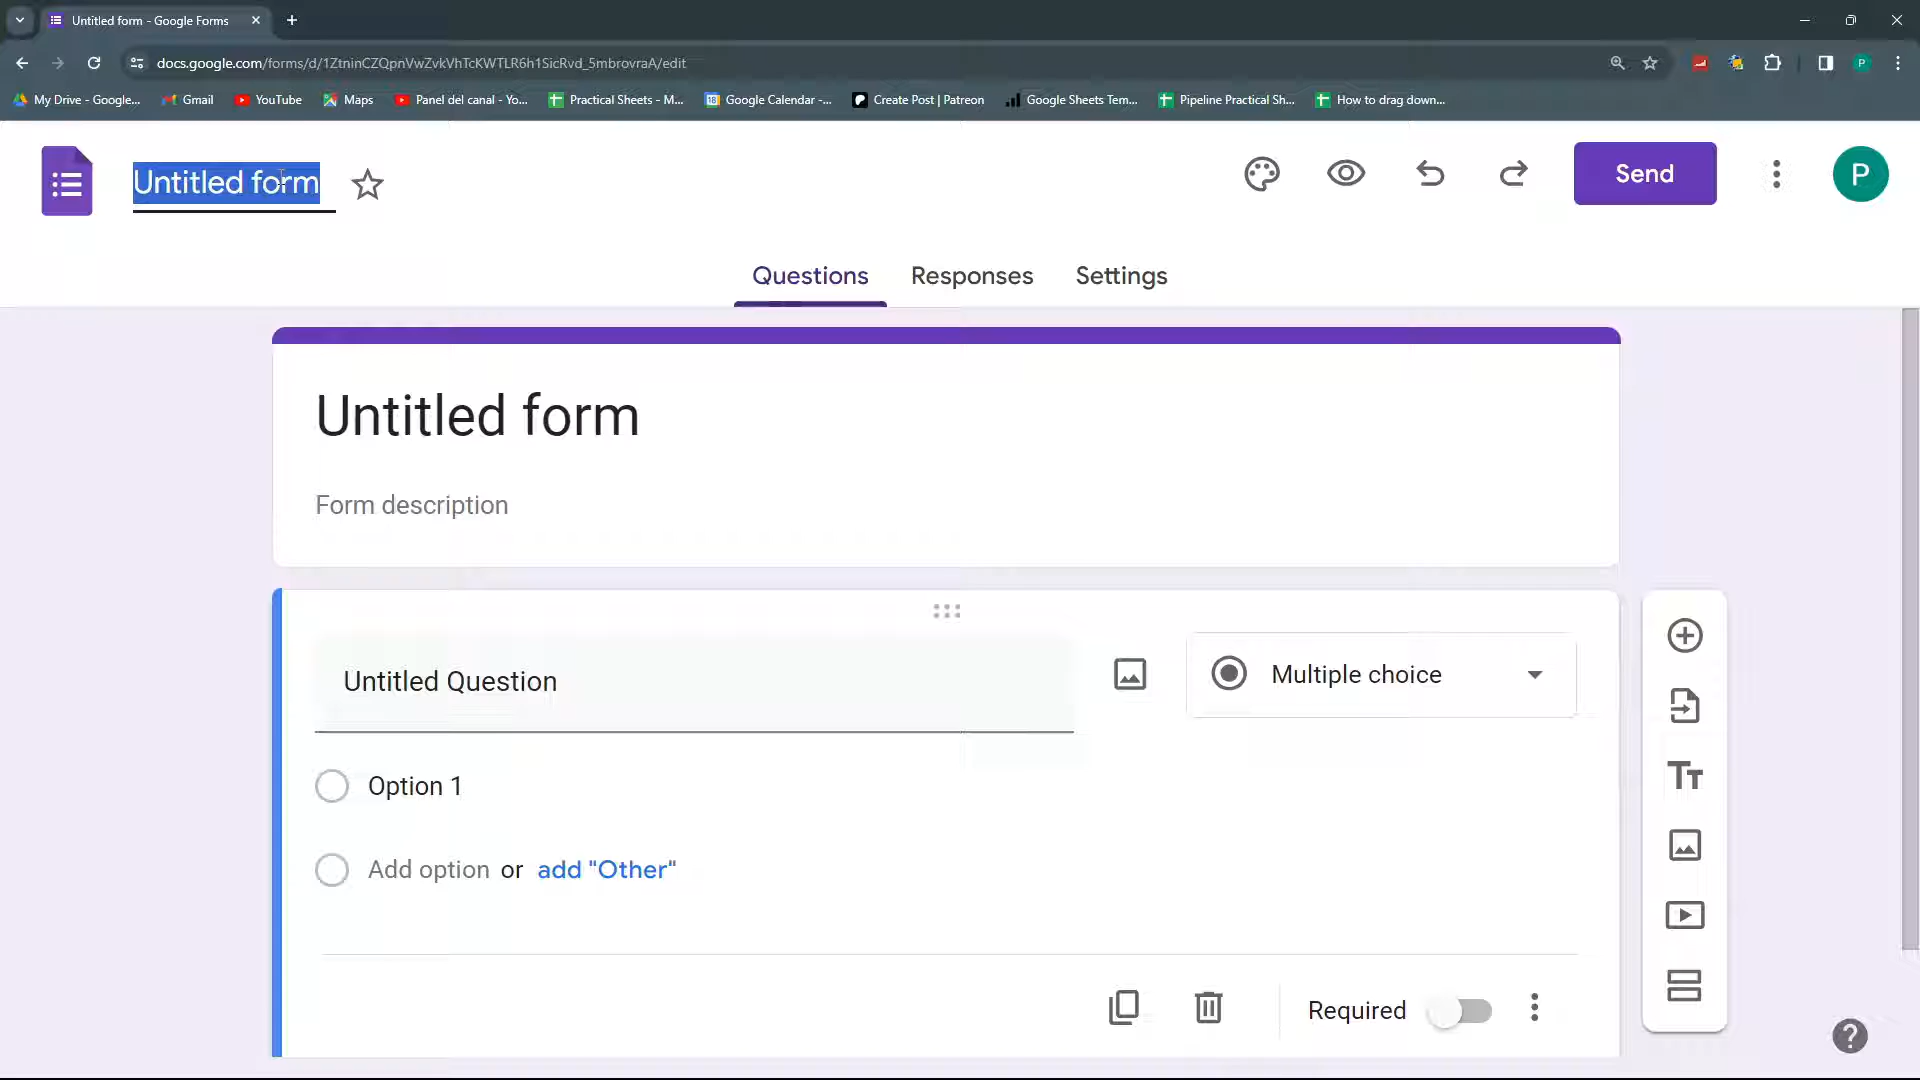 Untitled form - Google Forms
docs.google.com/forms/d/1ZtninCZQpnVwZvkVhTcKWTLR6h1SicRvd_5mbrovraA/edit
P
My Drive - Google...
Gmail
YouTube
Maps
Panel del canal - Yo...
Practical Sheets - M...
18
Google Calendar -...
Create Post | Patreon
Google Sheets Tem...
Pipeline Practical Sh...
How to drag down...
Untitled form
Send
P
Questions
Responses
Settings
Untitled form
Form description
Untitled Question
Multiple choice
Option 1
Add option or add "Other"
Required
Tт
?